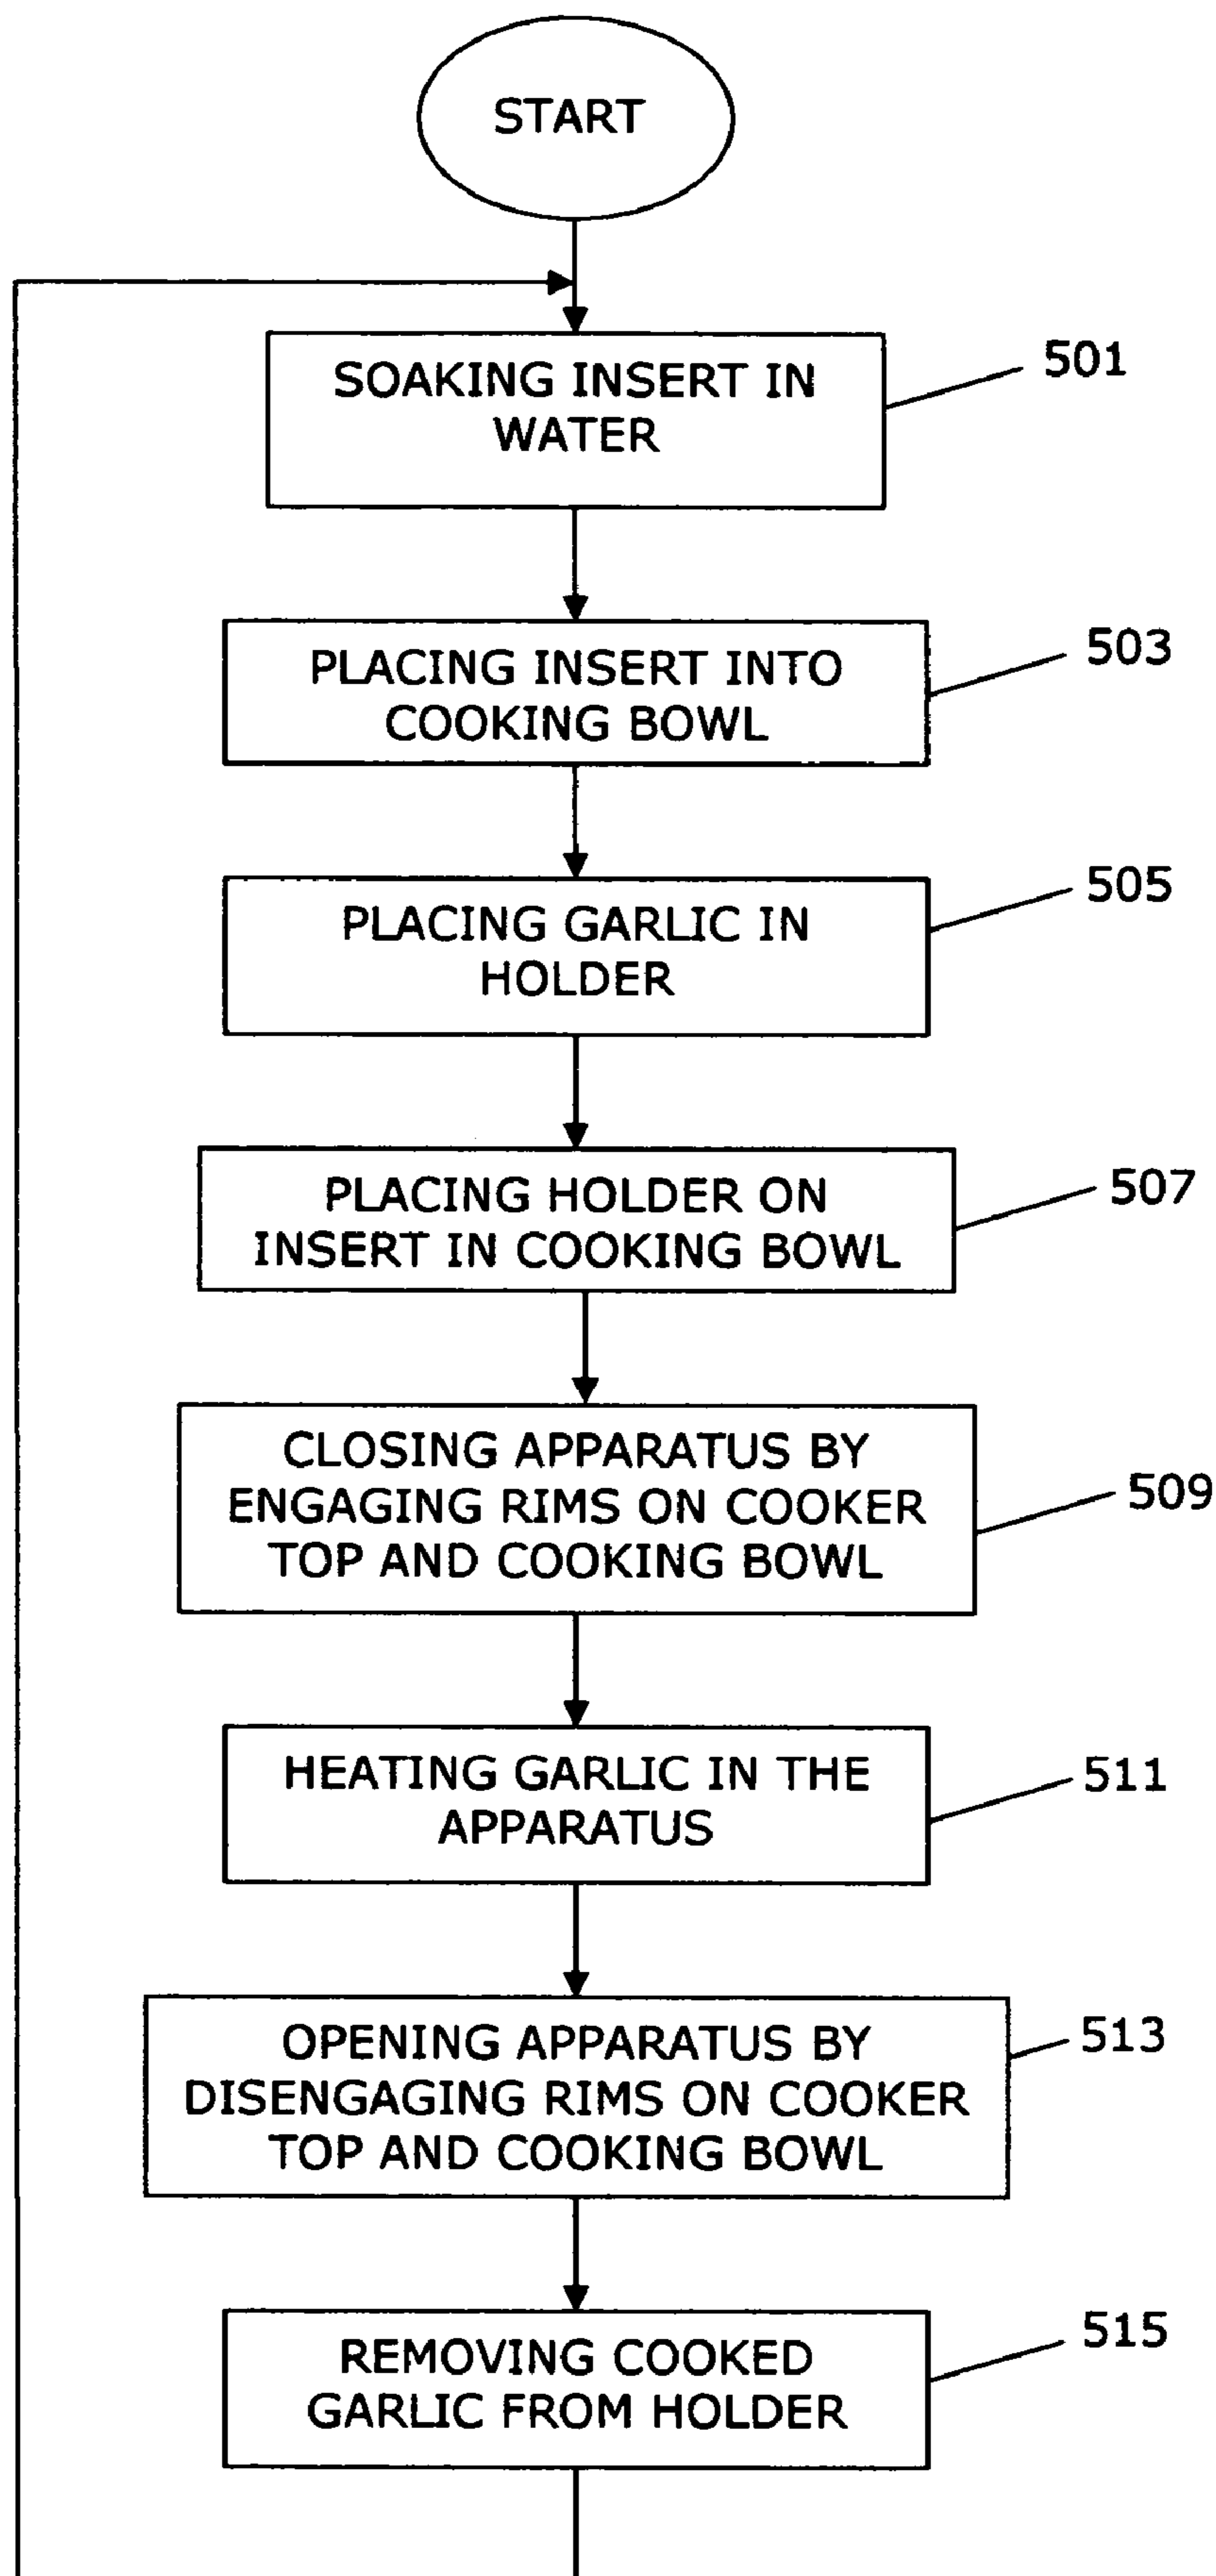 START
SOAKING INSERT IN
WATER
501
PLACING INSERT INTO
COOKING BOWL
503
PLACING GARLIC IN
HOLDER
505
PLACING HOLDER ON
INSERT IN COOKING BOWL
507
CLOSING APPARATUS BY
ENGAGING RIMS ON COOKER
TOP AND COOKING BOWL
509
HEATING GARLIC IN THE
APPARATUS
511
OPENING APPARATUS BY
DISENGAGING RIMS ON COOKER
TOP AND COOKING BOWL
513
REMOVING COOKED
GARLIC FROM HOLDER
515